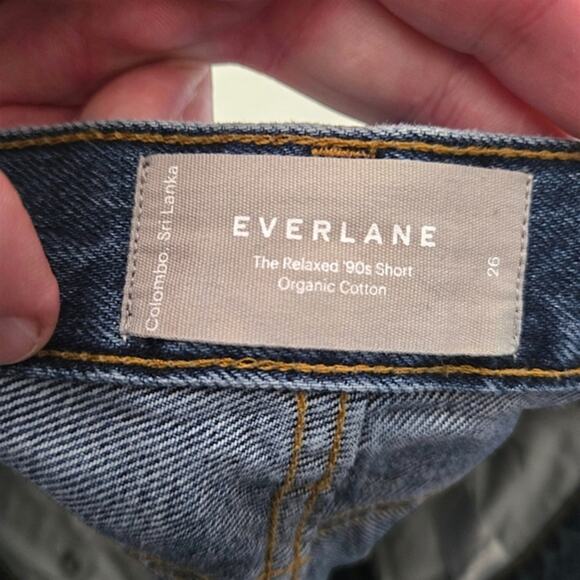 EVERLANE
The Relaxed '90s Short
Organic Cotton
Colombo, Sri Lanka
26